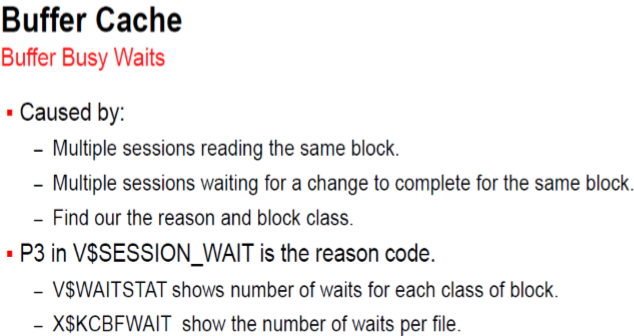 Buffer Cache
Buffer Busy Waits
▪ Caused by:
– Multiple sessions reading the same block.
– Multiple sessions waiting for a change to complete for the same block.
– Find our the reason and block class.
▪ P3 in V$SESSION_WAIT is the reason code.
– V$WAITSTAT shows number of waits for each class of block.
– X$KCBFWAIT show the number of waits per file.